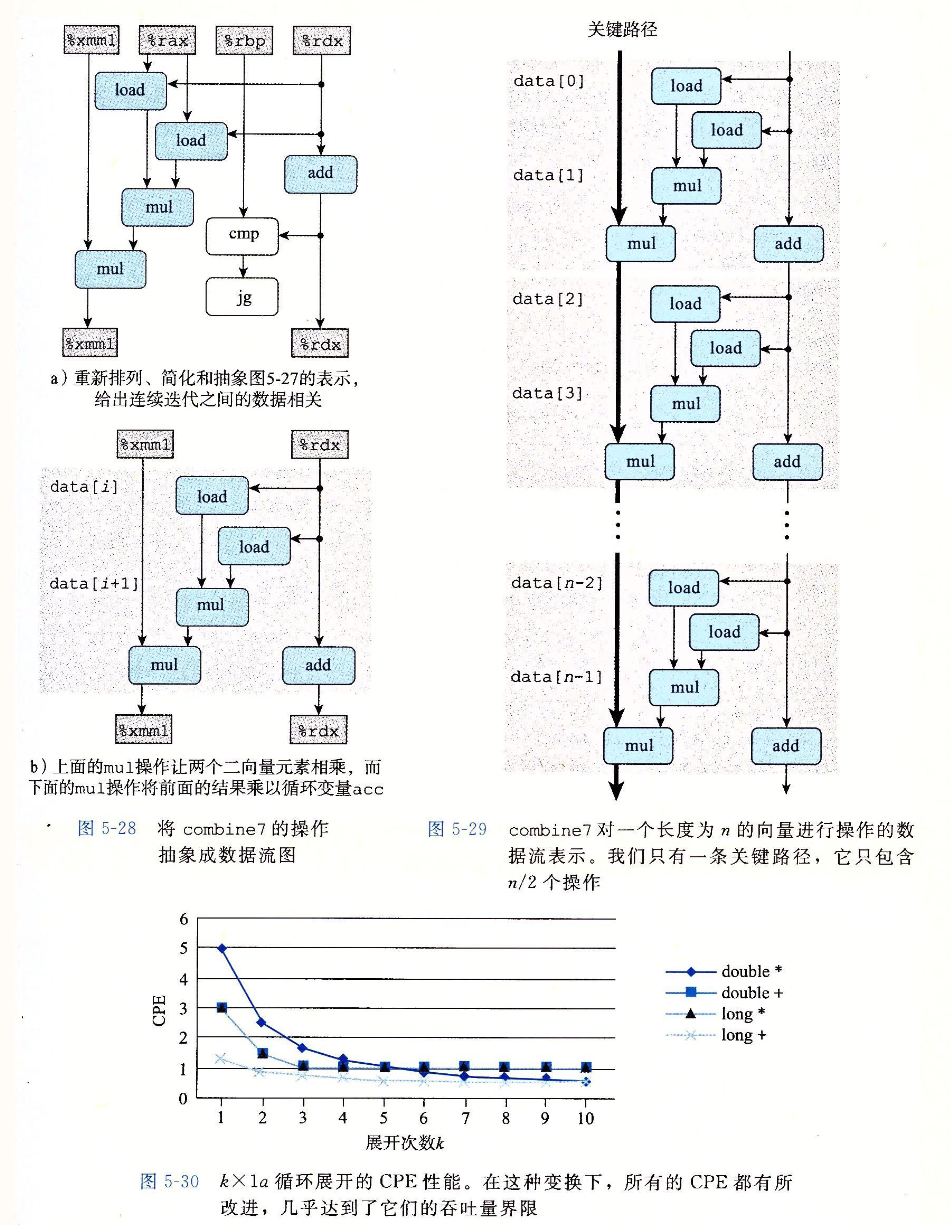 %xmm1 %rax %rbp %rdx
load
load
add
mul
cmp
mul
jg
%xmm1 %rdx
a）重新排列、简化和抽象图5-27的表示，
给出连续迭代之间的数据相关
%xmm1 %rdx
data[i]
load
load
data[i+1]
mul
mul add
%xmm1 %rdx
b）上面的mul操作让两个二向量元素相乘，而
下面的mul操作将前面的结果乘以循环变量acc
图 5-28 将 combine7 的操作
抽象成数据流图
关键路径
data[0]
load
load
data[1]
mul
mul add
data[2]
load
load
data[3]
mul
mul add
data[n-2]
load
load
data[n-1]
mul
mul add
图 5-29 combine7 对一个长度为 n 的向量进行操作的数
据流表示。我们只有一条关键路径，它只包含
n/2 个操作
6
5
4
3
2
1
0
CPE
1 2 3 4 5 6 7 8 9 10
展开次数k
double *
double +
long *
long +
图 5-30 k×1a 循环展开的 CPE 性能。在这种变换下，所有的 CPE 都有所
改进，几乎达到了它们的吞吐量界限